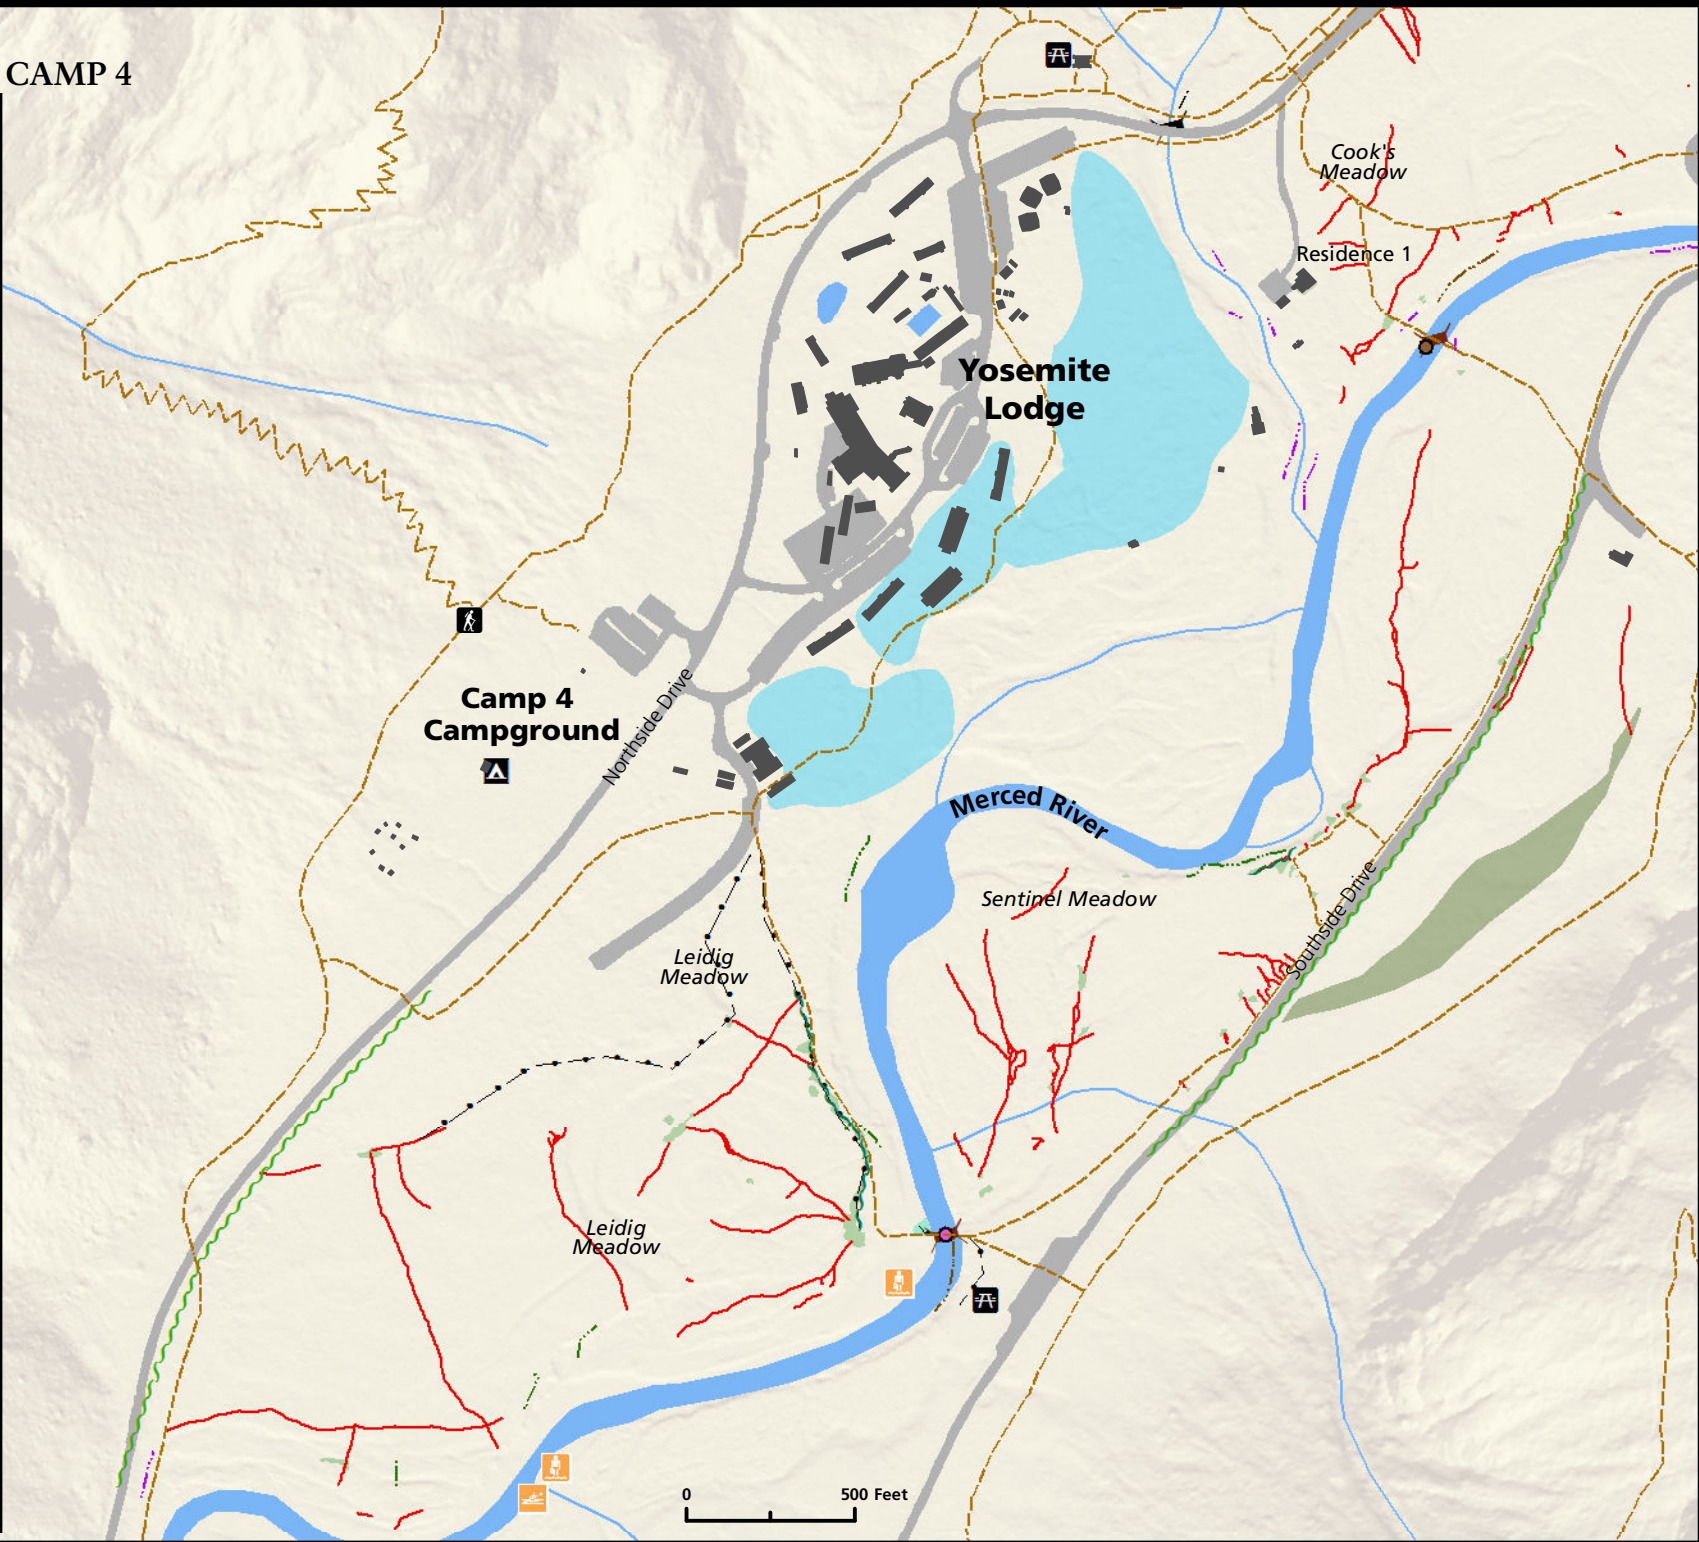 CAMP 4
Cook's
Meadow
Residence 1
Yosemite
Lodge
Camp 4
Campground
Northside Drive
Merced River
Sentinel Meadow
Southside Drive
Leidig
Meadow
Leidig
Meadow
0 500 Feet